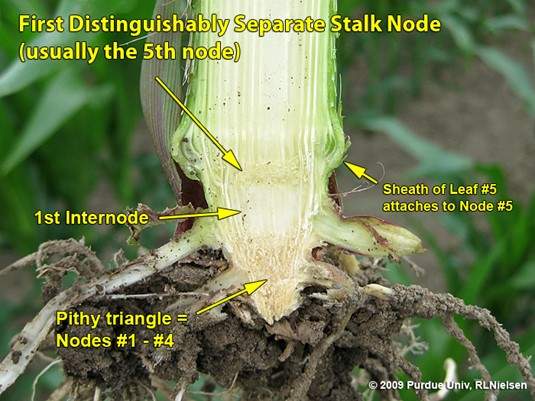 First Distinguishably Separate Stalk Node
(usually the 5th node)
Sheath of Leaf #5
attaches to Node #5
1st Internode
Pithy triangle =
Nodes #1 - #4
© 2009 Purdue Univ, RLNielsen